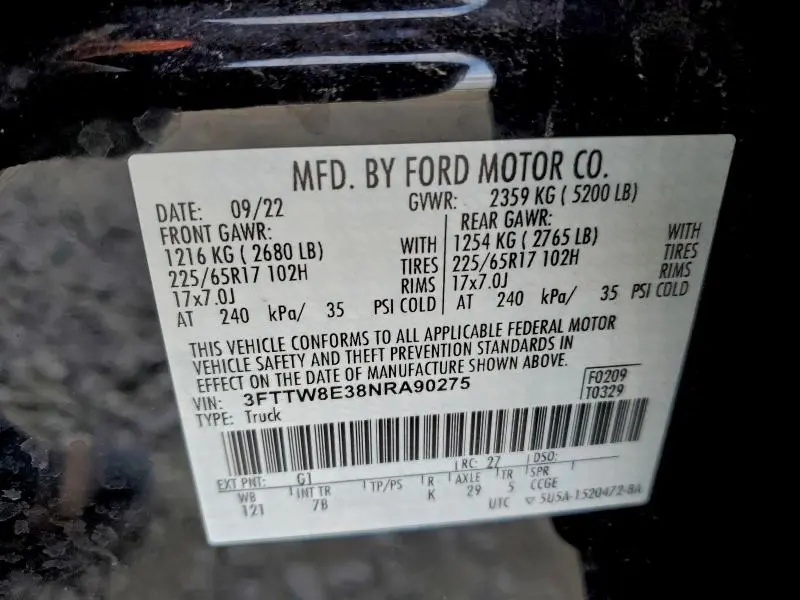 MFD. BY FORD MOTOR CO.
DATE: 09/22 GVWR: 2359 KG ( 5200 LB)
FRONT GAWR: REAR GAWR:
1216 KG ( 2680 LB) WITH 1254 KG ( 2765 LB) WITH
225/65R17 102H TIRES 225/65R17 102H TIRES
17x7.0J RIMS 17x7.0J RIMS
AT 240 kPa/ 35 PSI COLD AT 240 kPa/ 35 PSI COLD
THIS VEHICLE CONFORMS TO ALL APPLICABLE FEDERAL MOTOR
VEHICLE SAFETY AND THEFT PREVENTION STANDARDS IN
EFFECT ON THE DATE OF MANUFACTURE SHOWN ABOVE.
VIN: 3FTTW8E38NRA90275 F0209
TYPE: Truck T0329
EXT PNT: G1 RC: 27 DSO:
WB INT TR TP/PS R AXLE TR SPR
121 7B K 29 5 CCGE
UTC ▽ 5U5A-1520472-BA